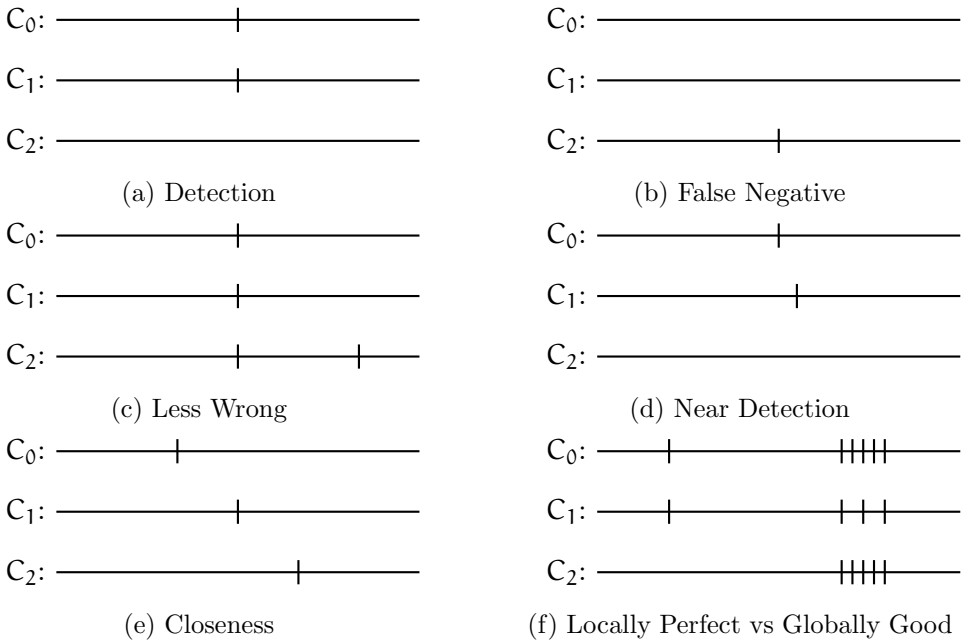 C0:
C1:
C2:
(a) Detection
C0:
C1:
C2:
(b) False Negative
C0:
C1:
C2:
(c) Less Wrong
C0:
C1:
C2:
(d) Near Detection
C0:
C1:
C2:
(e) Closeness
C0:
C1:
C2:
(f) Locally Perfect vs Globally Good